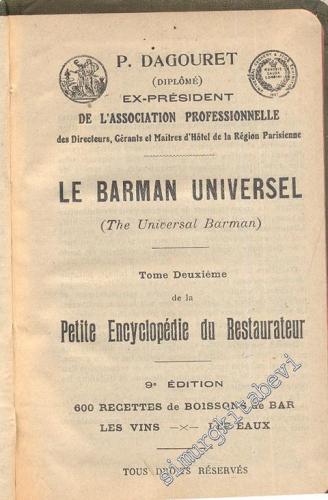 P. DAGOURET
(DIPLÔMÉ)
EX-PRÉSIDENT
DE L'ASSOCIATION PROFESSIONNELLE
des Directeurs, Gérants et Maîtres d'Hôtel de la Région Parisienne
LE BARMAN UNIVERSEL
(The Universal Barman)
Tome Deuxième
de la
Petite Encyclopédie du Restaurateur
9e ÉDITION
600 RECETTES de BOISSONS de BAR
LES VINS -×- LES EAUX
TOUS DROITS RÉSERVÉS
simurgkitabevi.com